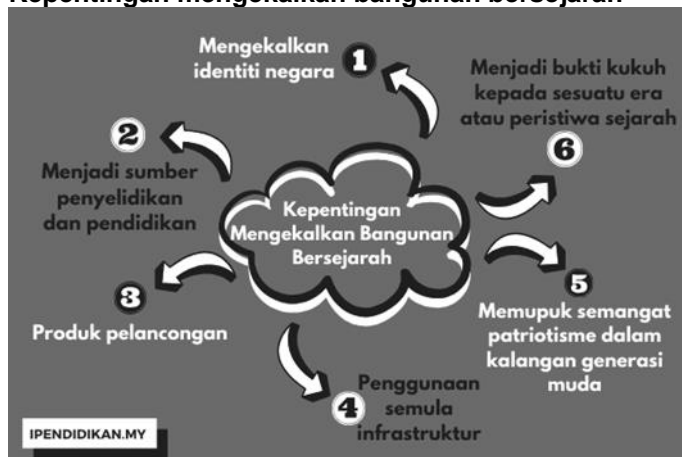 Kepentingan mengekalkan bangunan bersejarah
Mengekalkan
identiti negara
1
2
Menjadi sumber
penyelidikan
dan pendidikan
3
Produk pelancongan
4
Penggunaan
semula
infrastruktur
5
Memupuk semangat
patriotisme dalam
kalangan generasi
muda
Menjadi bukti kukuh
kepada sesuatu era
atau peristiwa sejarah
6
Kepentingan
Mengekalkan Bangunan
Bersejarah
IPENDIDIKAN.MY